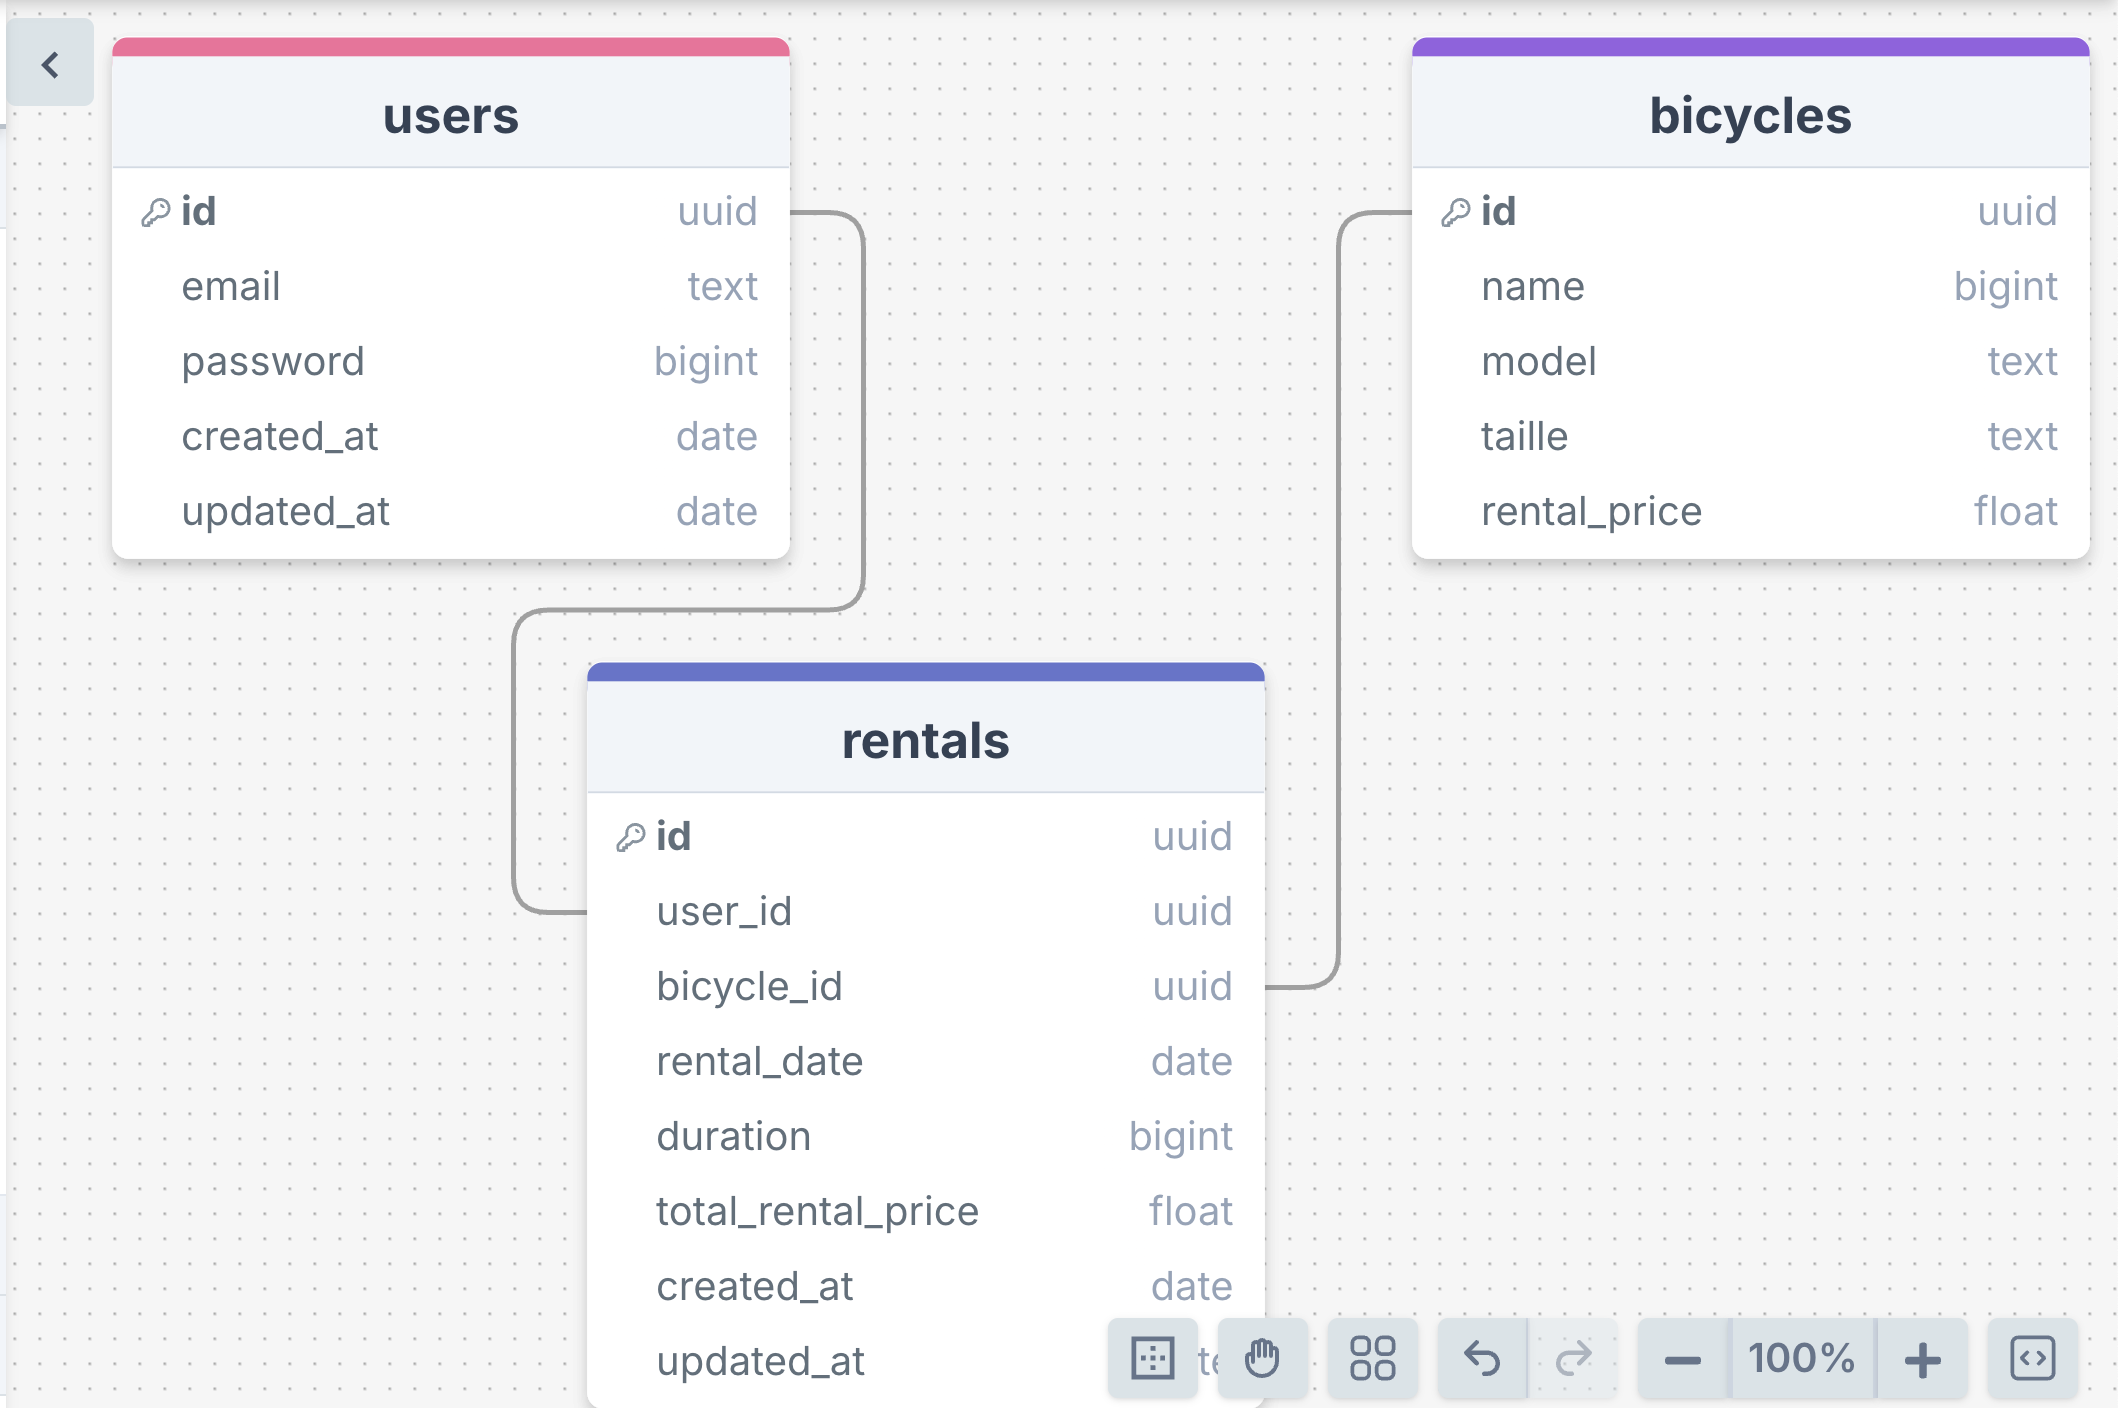 users
id uuid
email text
password bigint
created_at date
updated_at date
bicycles
id uuid
name bigint
model text
taille text
rental_price float
rentals
id uuid
user_id uuid
bicycle_id uuid
rental_date date
duration bigint
total_rental_price float
created_at date
updated_at
100%